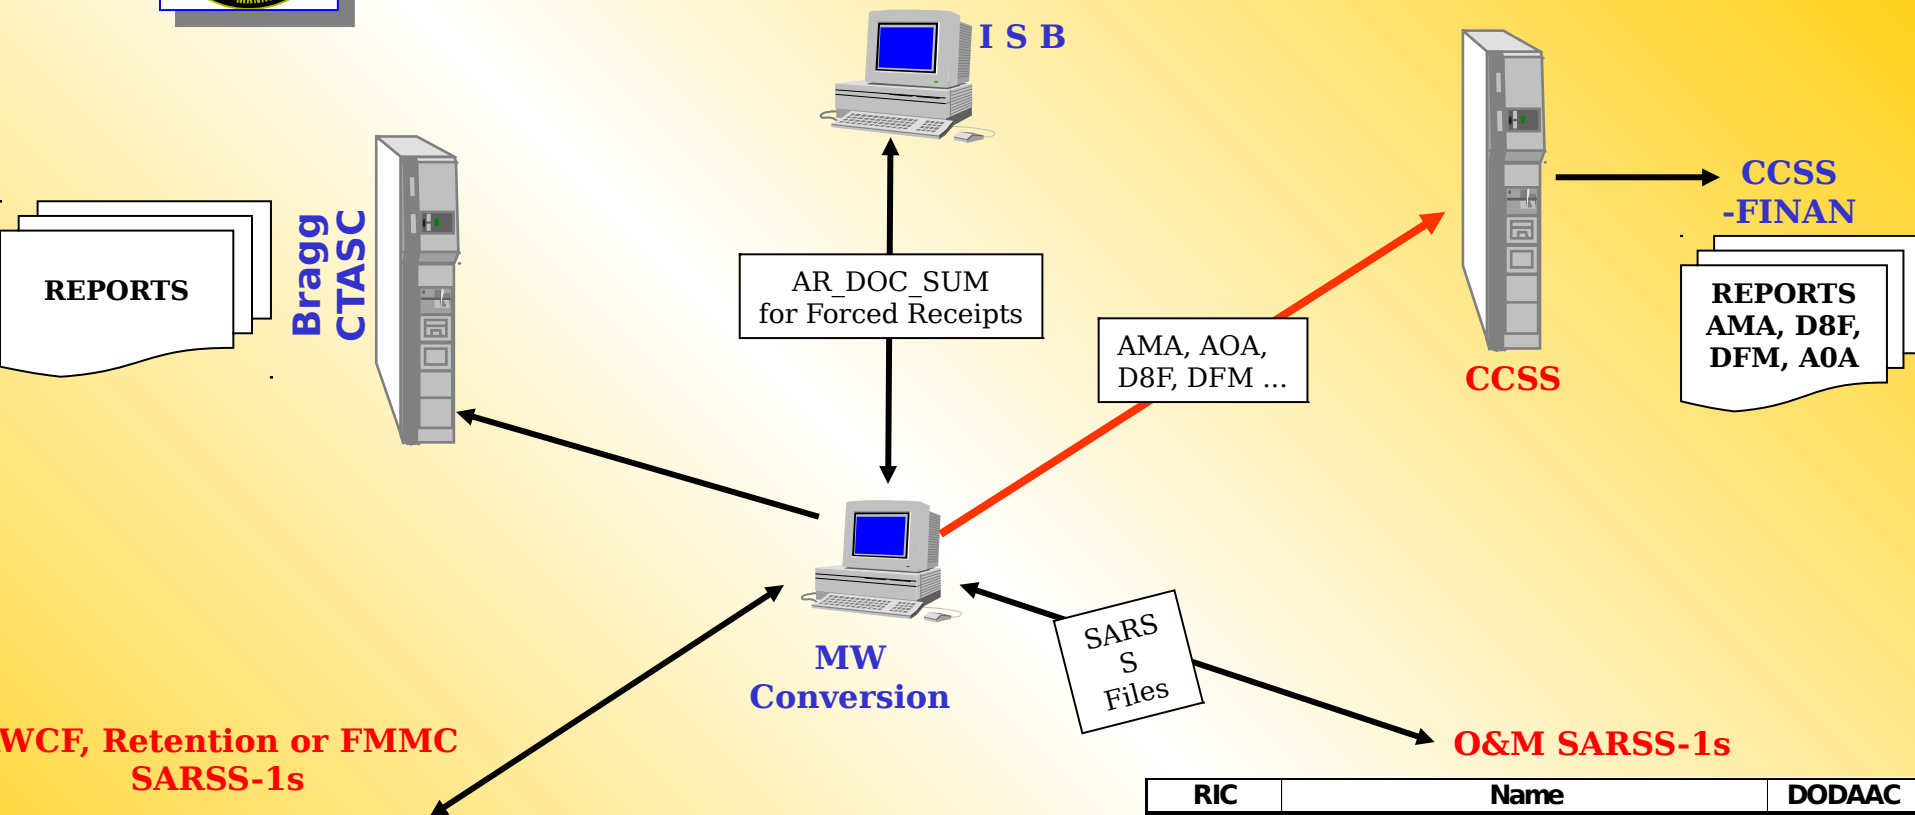 I S B
CCSS
-FINAN
Bragg
CTASC
REPORTS
AR_DOC_SUM
for Forced Receipts
REPORTS
AMA, D8F,
DFM, A0A
AMA, AOA,
D8F, DFM ...
CCSS
SARS
S
Files
MW
Conversion
WCF, Retention or FMMC
SARSS-1s
O&M SARSS-1s
RIC Name DODAAC